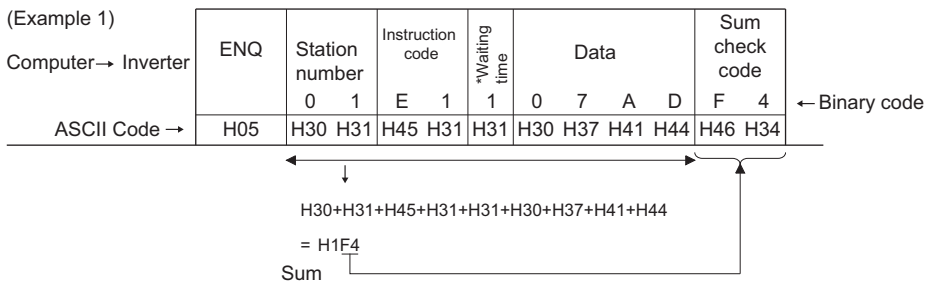 (Example 1)
Computer→ Inverter
ENQ
Station number
Instruction code
*Waiting time
Data
Sum check code
0 1 E 1 1 0 7 A D F 4
←Binary code
ASCII Code → H05 H30 H31 H45 H31 H31 H30 H37 H41 H44 H46 H34
H30+H31+H45+H31+H31+H30+H37+H41+H44
= H1F4
Sum